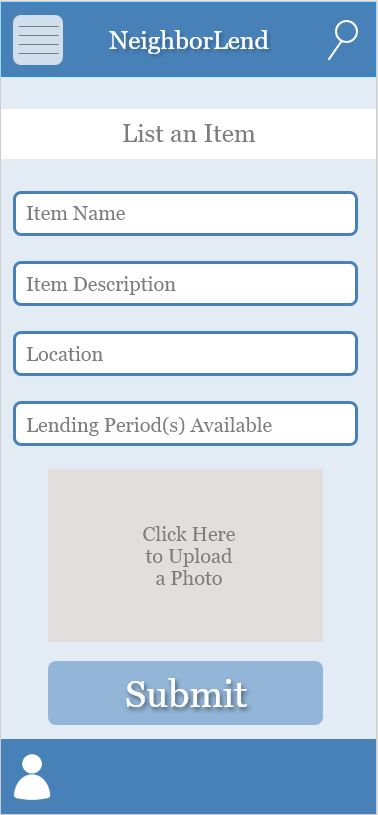 NeighborLend
List an Item
Item Name
Item Description
Location
Lending Period(s) Available
Click Here
to Upload
a Photo
Submit